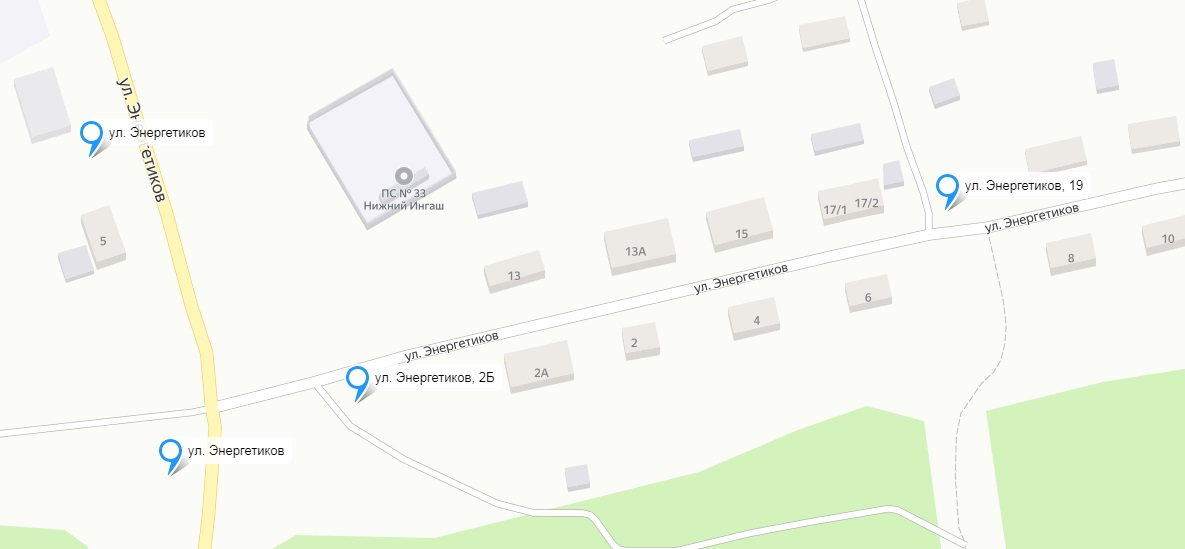 ул. Энергетиков
ул. Энергетиков
ПС № 33
Нижний Ингаш
ул. Энергетиков, 19
17/1
17/2
ул. Энергетиков
15
13А
13
5
10
8
ул. Энергетиков
6
4
2
ул. Энергетиков
2А
ул. Энергетиков, 2Б
ул. Энергетиков